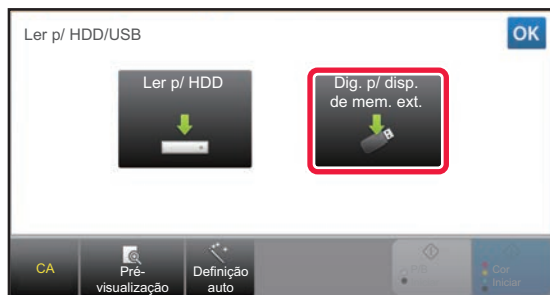 Ler p/ HDD/USB
OK
Ler p/ HDD
Dig. p/ disp.
de mem. ext.
CA
Pré-
visualização
Definição
auto
P/B
Cor
Iniciar